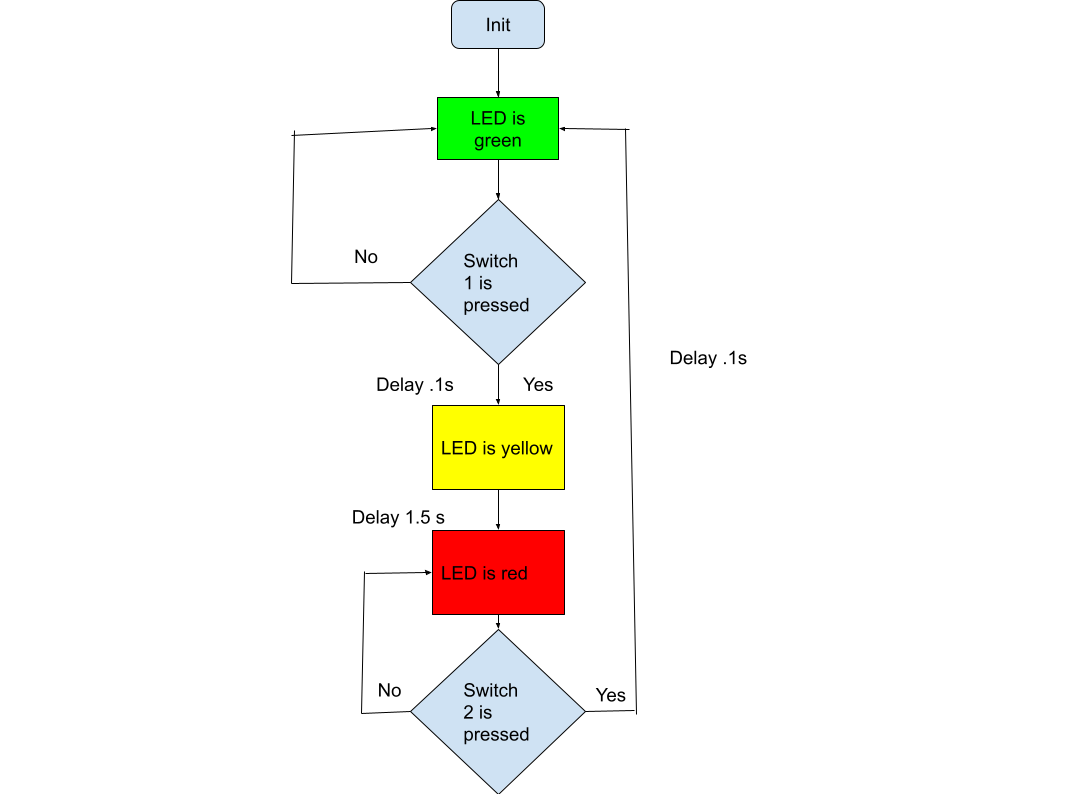 Init
LED is
green
No
Switch
1 is
pressed
Delay .1s
Delay .1s
Yes
LED is yellow
Delay 1.5 s
LED is red
No
Switch
2 is
pressed
Yes